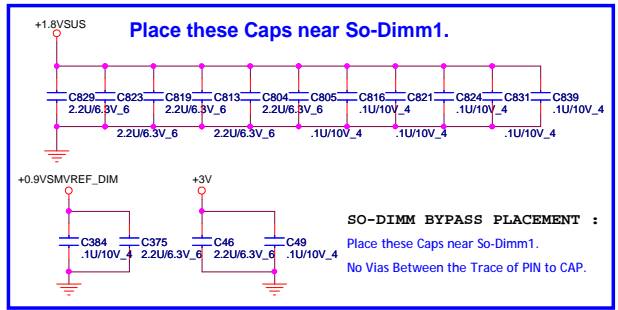 +1.8VSUS
Place these Caps near So-Dimm1.
C829 C823 C819 C813 C804 C805 C816 C821 C824 C831 C839
2.2U/6.3V_6 2.2U/6.3V_6 2.2U/6.3V_6 .1U/10V_4 .1U/10V_4 .1U/10V_4
2.2U/6.3V_6 2.2U/6.3V_6 2.2U/6.3V_6 .1U/10V_4 .1U/10V_4
+0.9VSMVREF_DIM +3V
SO-DIMM BYPASS PLACEMENT :
C384 C375 C46 C49
.1U/10V_4 2.2U/6.3V_6 2.2U/6.3V_6 .1U/10V_4
Place these Caps near So-Dimm1.
No Vias Between the Trace of PIN to CAP.